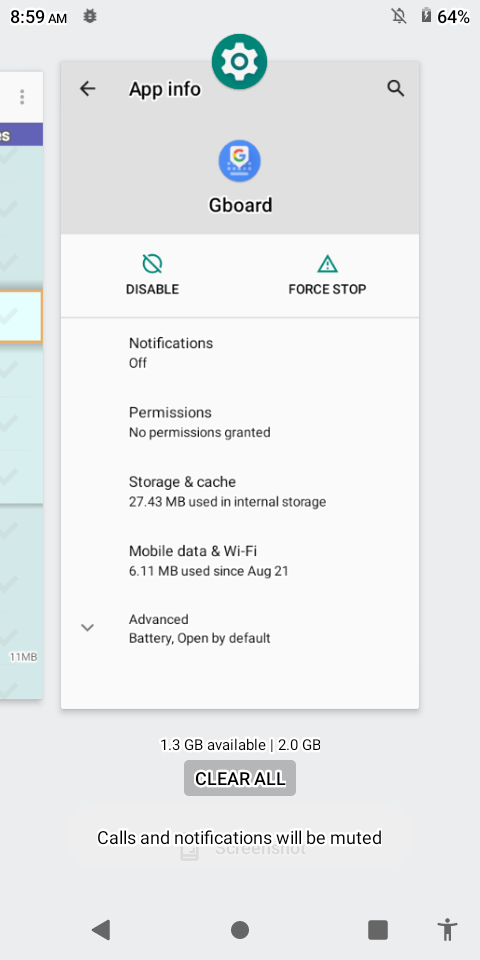 8:59 AM
64%
es
App info
Gboard
DISABLE
FORCE STOP
Notifications
Off
Permissions
No permissions granted
Storage & cache
27.43 MB used in internal storage
Mobile data & Wi-Fi
6.11 MB used since Aug 21
Advanced
Battery, Open by default
11MB
1.3 GB available | 2.0 GB
CLEAR ALL
Calls and notifications will be muted
Screenshot